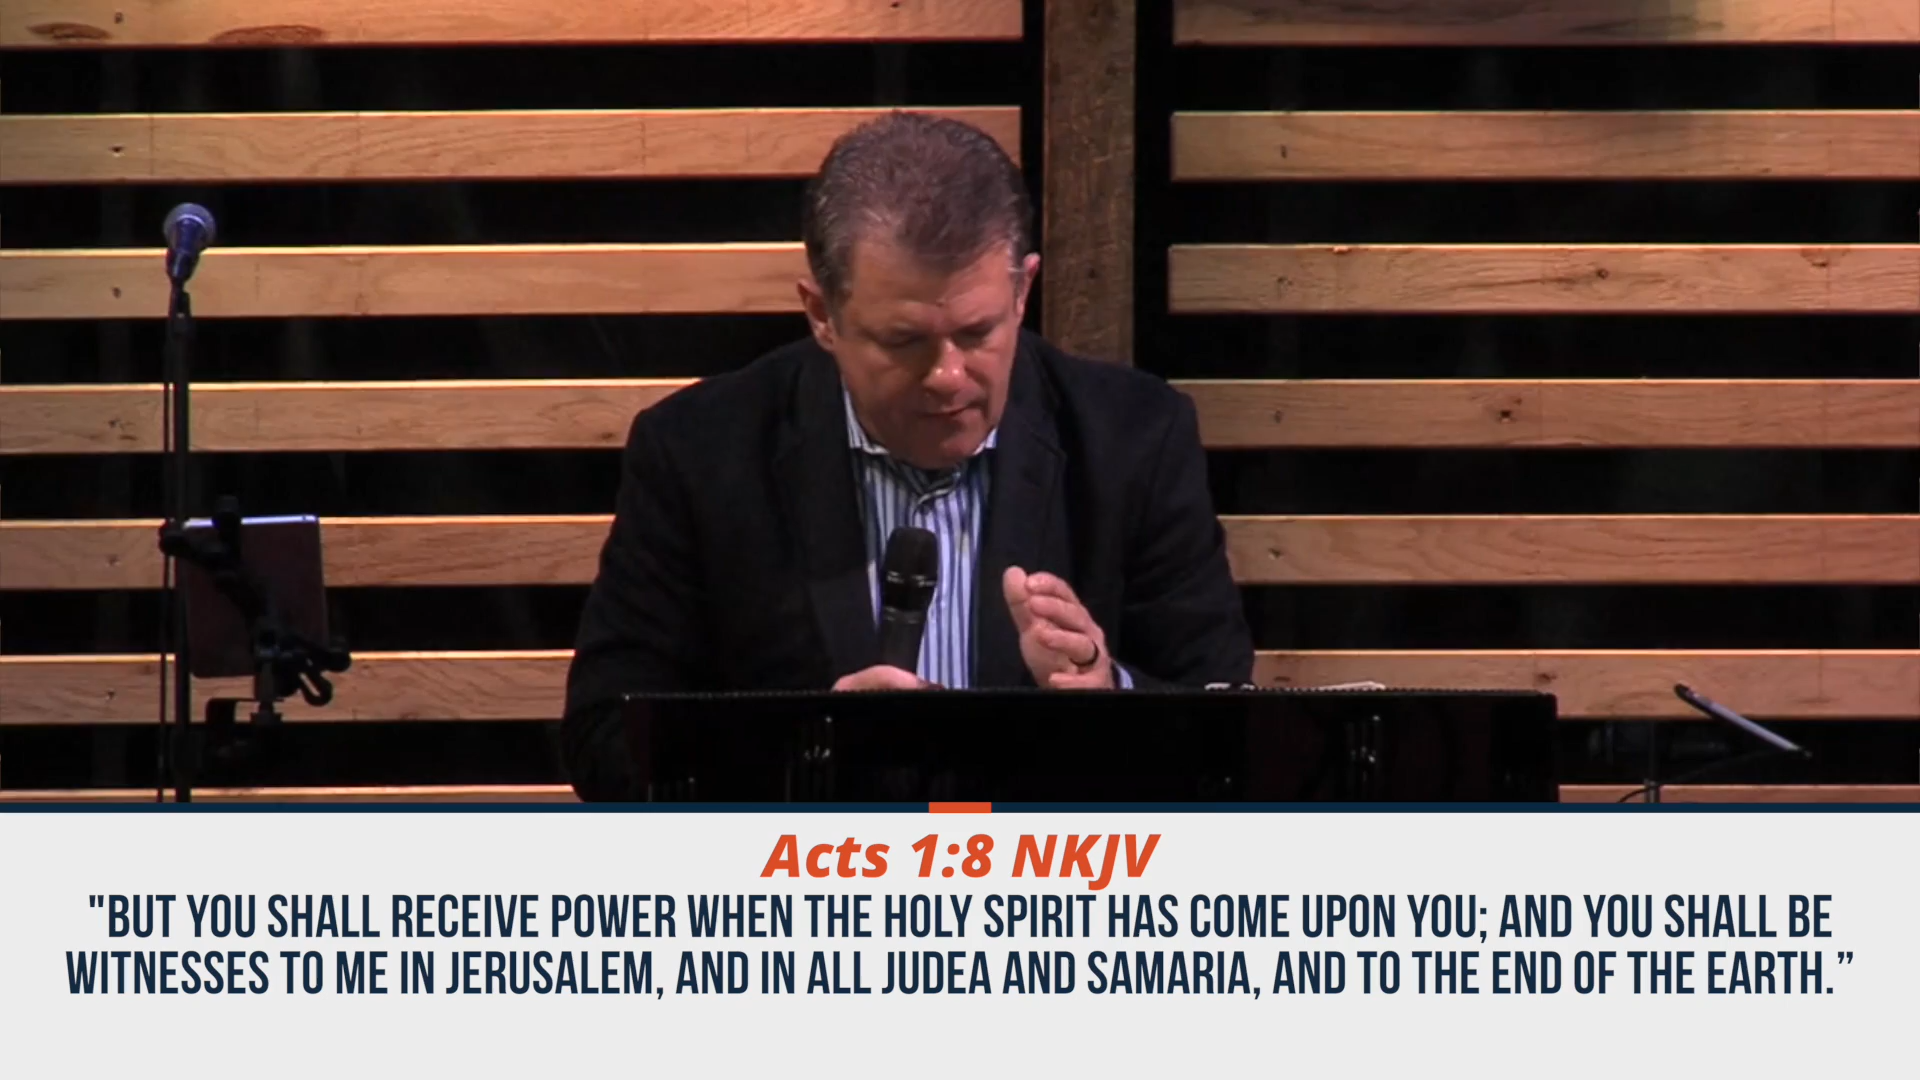 Acts 1:8 NKJV
"BUT YOU SHALL RECEIVE POWER WHEN THE HOLY SPIRIT HAS COME UPON YOU; AND YOU SHALL BE
WITNESSES TO ME IN JERUSALEM, AND IN ALL JUDEA AND SAMARIA, AND TO THE END OF THE EARTH.”